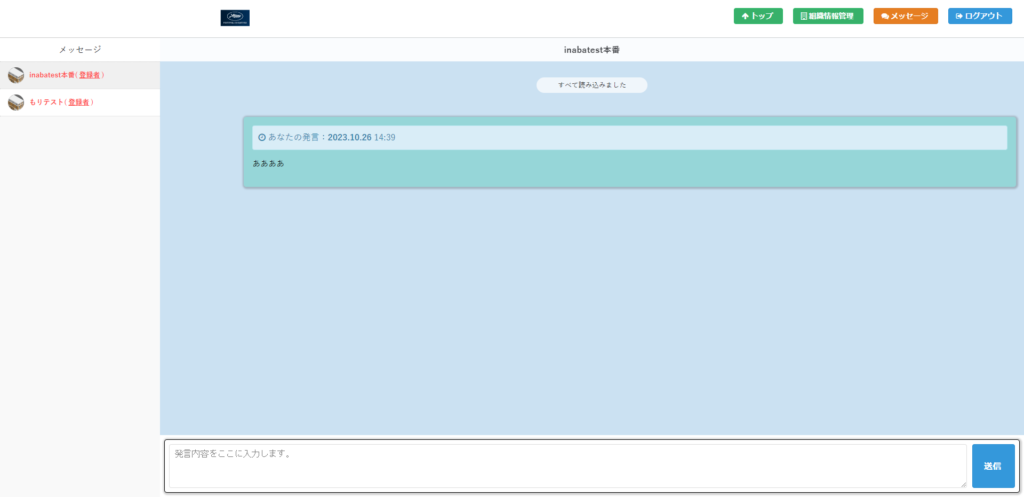 トップ
組織情報管理
メッセージ
ログアウト
メッセージ
inabatest本番
inabatest本番( 登録者 )
もりテスト( 登録者 )
すべて読み込みました
あなたの発言：2023.10.26 14:39
ああああ
発言内容をここに入力します。
送信